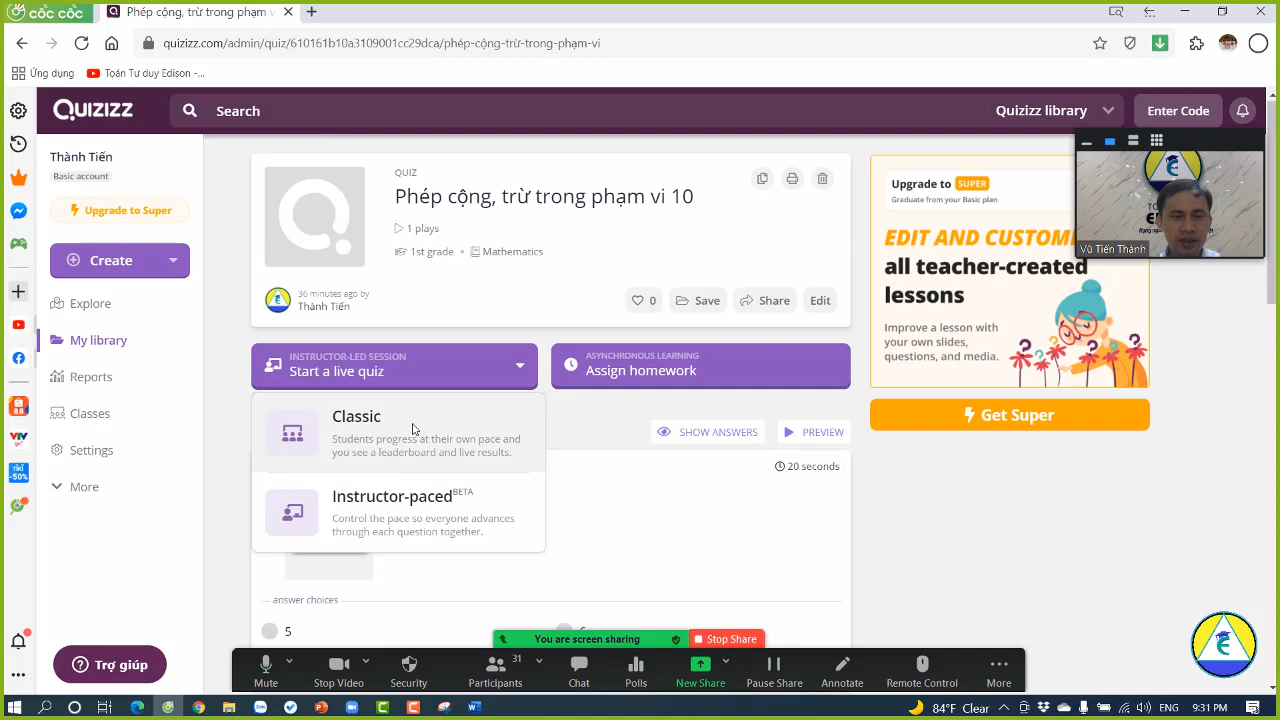 cốc cốc
Phép cộng, trừ trong phạm vi
quizizz.com/admin/quiz/610161b10a3109001cc29dca/phép-cộng-trừ-trong-phạm-vi
Ứng dụng
Toán Tư duy Edison -...
QUIZIZZ
Search
Quizizz library
Enter Code
Thành Tiến
Basic account
Upgrade to Super
Create
Explore
My library
Reports
Classes
Settings
More
Trợ giúp
QUIZ
Phép cộng, trừ trong phạm vi 10
1 plays
1st grade • Mathematics
36 minutes ago by
Thành Tiến
0
Save
Share
Edit
INSTRUCTOR-LED SESSION
Start a live quiz
ASYNCHRONOUS LEARNING
Assign homework
Classic
Students progress at their own pace and
you see a leaderboard and live results.
Instructor-paced BETA
Control the pace so everyone advances
through each question together.
SHOW ANSWERS
PREVIEW
20 seconds
answer choices
5
Upgrade to SUPER
Graduate from your Basic plan
EDIT AND CUSTOM
all teacher-created
lessons
Improve a lesson with
your own slides,
questions, and media.
Get Super
Vũ Tiến Thành
You are screen sharing
Stop Share
Mute
Stop Video
Security
31
Participants
Chat
Polls
New Share
Pause Share
Annotate
Remote Control
More
84°F Clear
9:31 PM